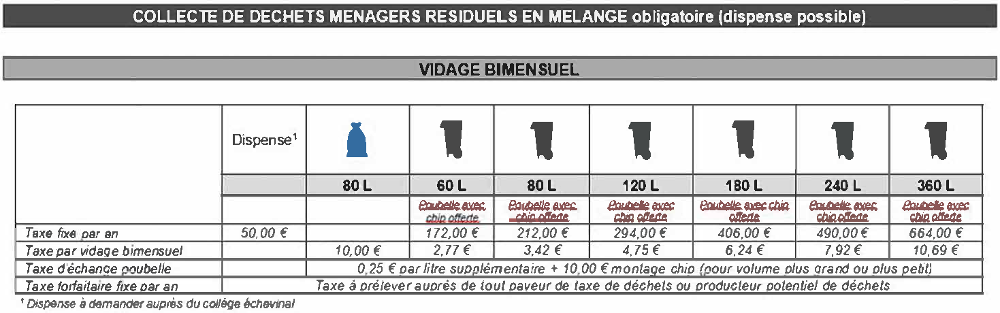 COLLECTE DE DECHETS MENAGERS RESIDUELS EN MELANGE obligatoire (dispense possible)
VIDAGE BIMENSUEL
Dispense¹
80 L 60 L 80 L 120 L 180 L 240 L 360 L
Poubelle avec Poubelle avec Poubelle avec Poubelle avec chip Poubelle avec Poubelle avec
chip offerte chip offerte chip offerte offerte chip offerte chip offerte
Taxe fixe par an 50,00 € 172,00 € 212,00 € 294,00 € 406,00 € 490,00 € 664,00 €
Taxe par vidage bimensuel 10,00 € 2,77 € 3,42 € 4,75 € 6,24 € 7,92 € 10,69 €
Taxe d'échange poubelle 0,25 € par litre supplémentaire + 10,00 € montage chip (pour volume plus grand ou plus petit)
Taxe forfaitaire fixe par an Taxe à prélever auprès de tout payeur de taxe de déchets ou producteur potentiel de déchets
¹ Dispense à demander auprès du collège échevinal